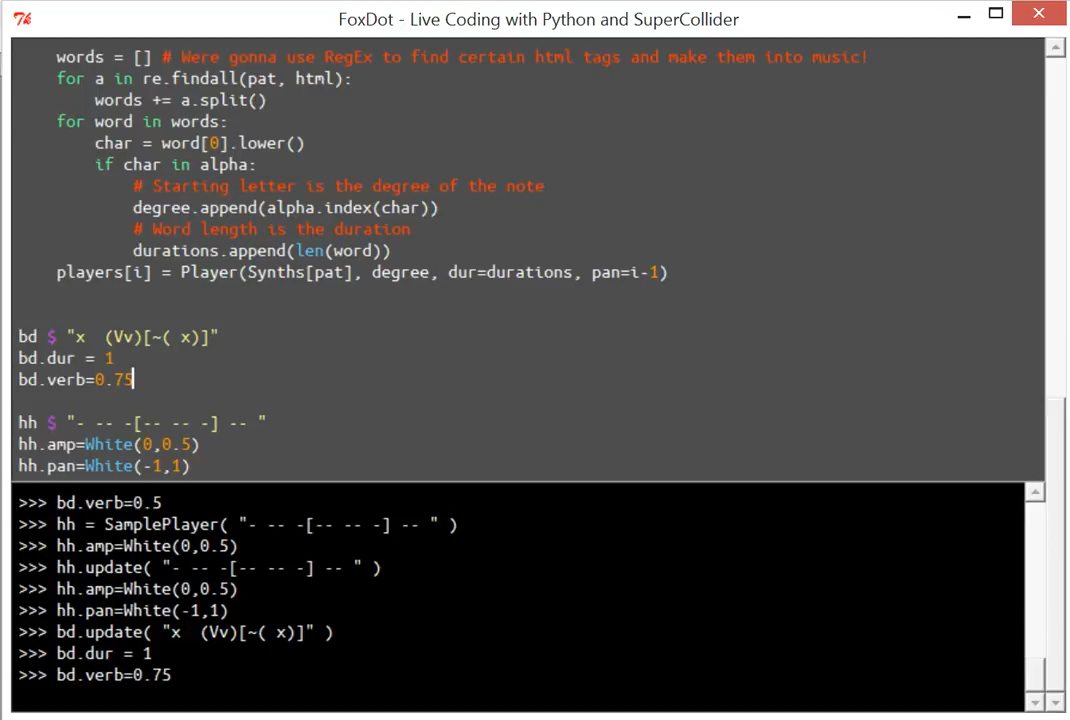 FoxDot - Live Coding with Python and SuperCollider
words = [] # Were gonna use RegEx to find certain html tags and make them into music!
for a in re.findall(pat, html):
words += a.split()
for word in words:
char = word[0].lower()
if char in alpha:
# Starting letter is the degree of the note
degree.append(alpha.index(char))
# Word length is the duration
durations.append(len(word))
players[i] = Player(Synths[pat], degree, dur=durations, pan=i-1)
bd $ "x  (Vv)[~( x)]"
bd.dur = 1
bd.verb=0.75
hh $ "- -- -[-- -- -] -- "
hh.amp=White(0,0.5)
hh.pan=White(-1,1)
>>> bd.verb=0.5
>>> hh = SamplePlayer( "- -- -[-- -- -] -- " )
>>> hh.amp=White(0,0.5)
>>> hh.update( "- -- -[-- -- -] -- " )
>>> hh.amp=White(0,0.5)
>>> hh.pan=White(-1,1)
>>> bd.update( "x  (Vv)[~( x)]" )
>>> bd.dur = 1
>>> bd.verb=0.75